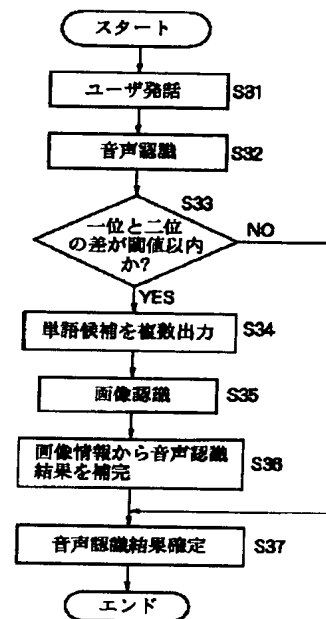 スタート
ユーザ発話 S31
音声認識 S32
S33
一位と二位
の差が閾値以内
か?
NO
YES
単語候補を複数出力 S34
画像認識 S35
画像情報から音声認識
結果を補完
S36
音声認識結果確定 S37
エンド